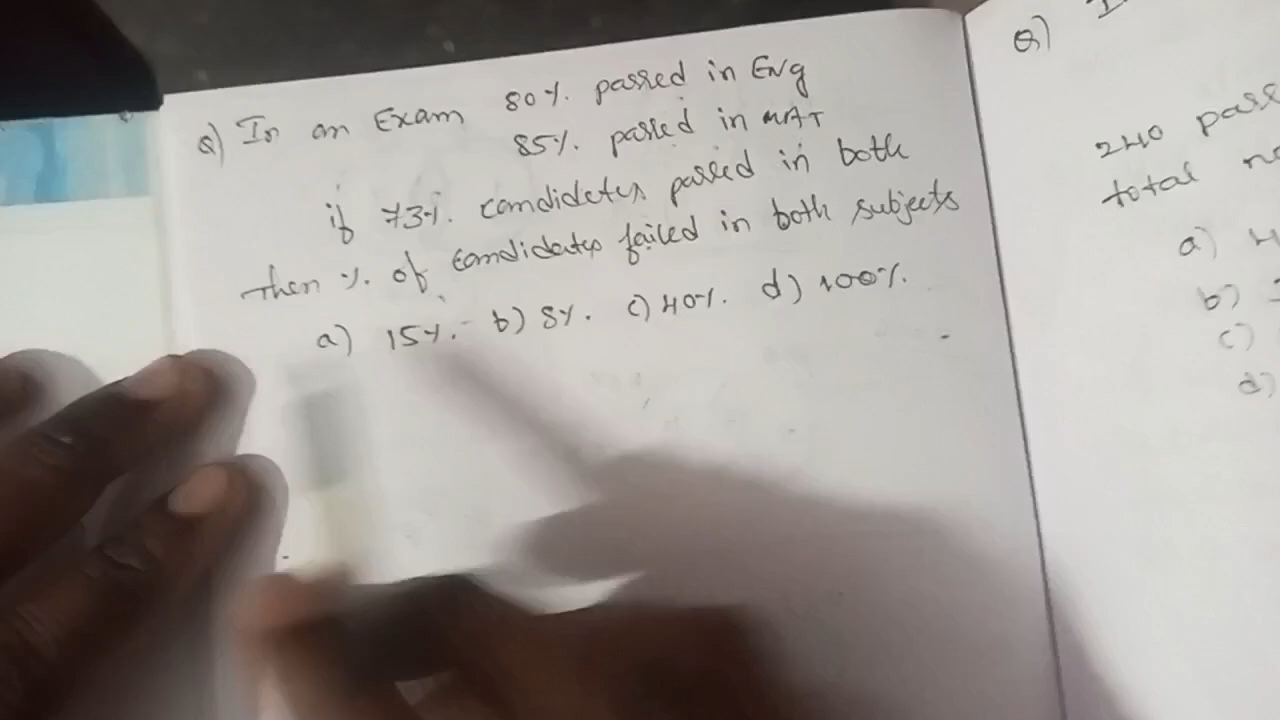 Q) In an Exam 80%. passed in Eng
85%. passed in MAT
if 73%. candidates passed in both
then %. of candidates failed in both subjects
a) 15%. b) 8%. c) 40%. d) 100%.
Q)
240 pass
total no
a)
b)
c)
d)